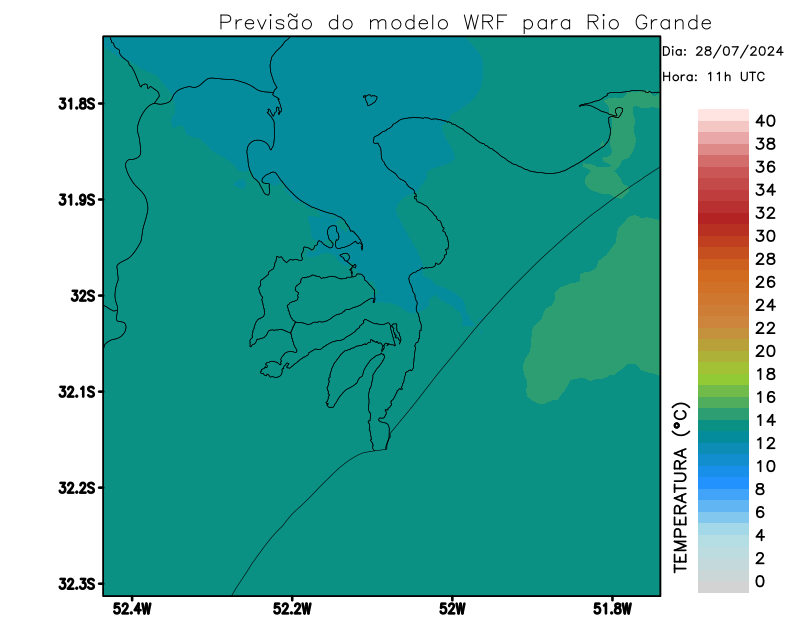 Previsão do modelo WRF para Rio Grande
Dia: 28/07/2024
Hora: 11h UTC
31.8S
31.9S
32S
32.1S
32.2S
32.3S
52.4W
52.2W
52W
51.8W
TEMPERATURA (°C)
40
38
36
34
32
30
28
26
24
22
20
18
16
14
12
10
8
6
4
2
0